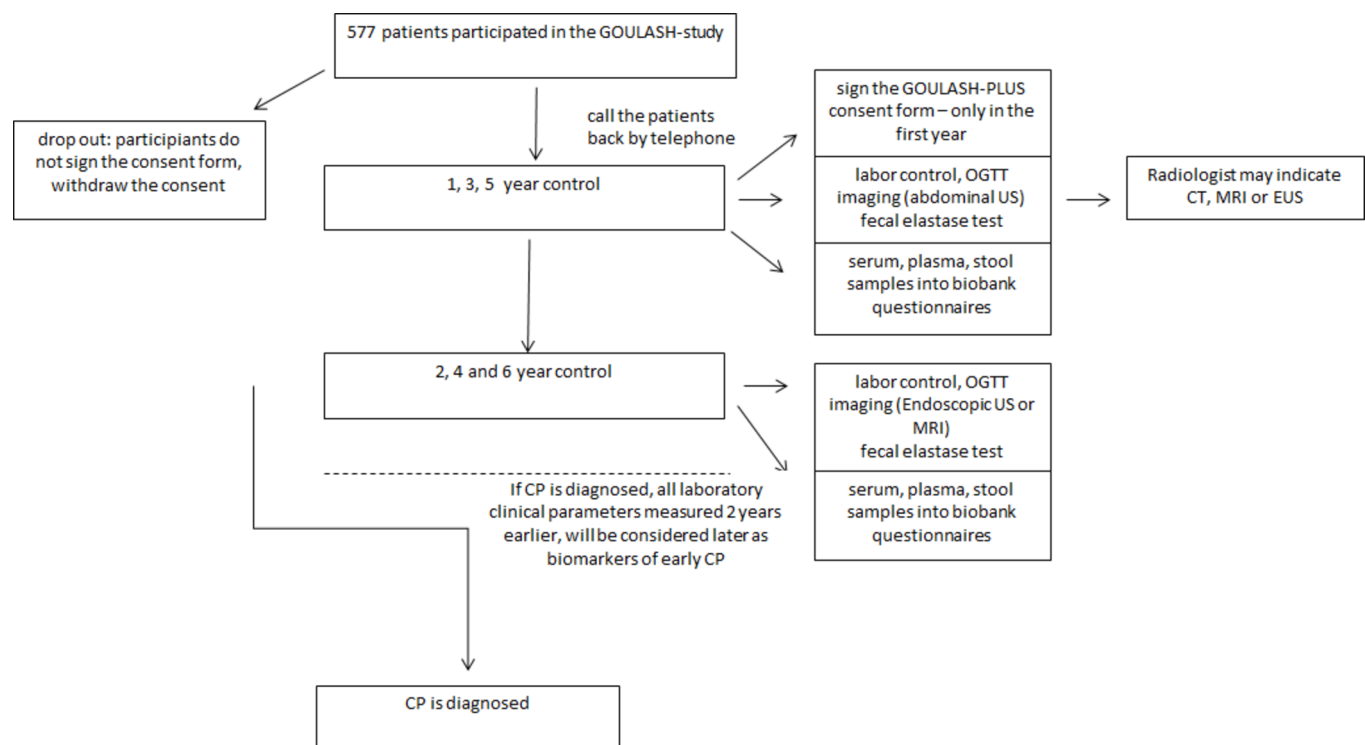 577 patients participated in the GOULASH-study
drop out: participiants do
not sign the consent form,
withdraw the consent
call the patients
back by telephone
1, 3, 5 year control
sign the GOULASH-PLUS
consent form – only in the
first year
labor control, OGTT
imaging (abdominal US)
fecal elastase test
serum, plasma, stool
samples into biobank
questionnaires
Radiologist may indicate
CT, MRI or EUS
2, 4 and 6 year control
labor control, OGTT
imaging (Endoscopic US or
MRI)
fecal elastase test
serum, plasma, stool
samples into biobank
questionnaires
If CP is diagnosed, all laboratory
clinical parameters measured 2 years
earlier, will be considered later as
biomarkers of early CP
CP is diagnosed